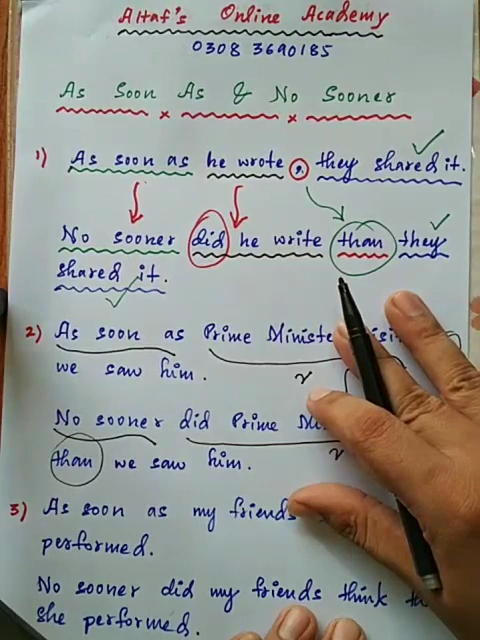 Altaf's Online Academy
0308 3690185
As Soon As & No Sooner
1) As soon as he wrote, they shared it.
No sooner did he write than they
shared it.
2) As soon as Prime Minister
we saw him.
No sooner did Prime
than we saw him.
3) As soon as my friends
performed.
No sooner did my friends think
she performed.